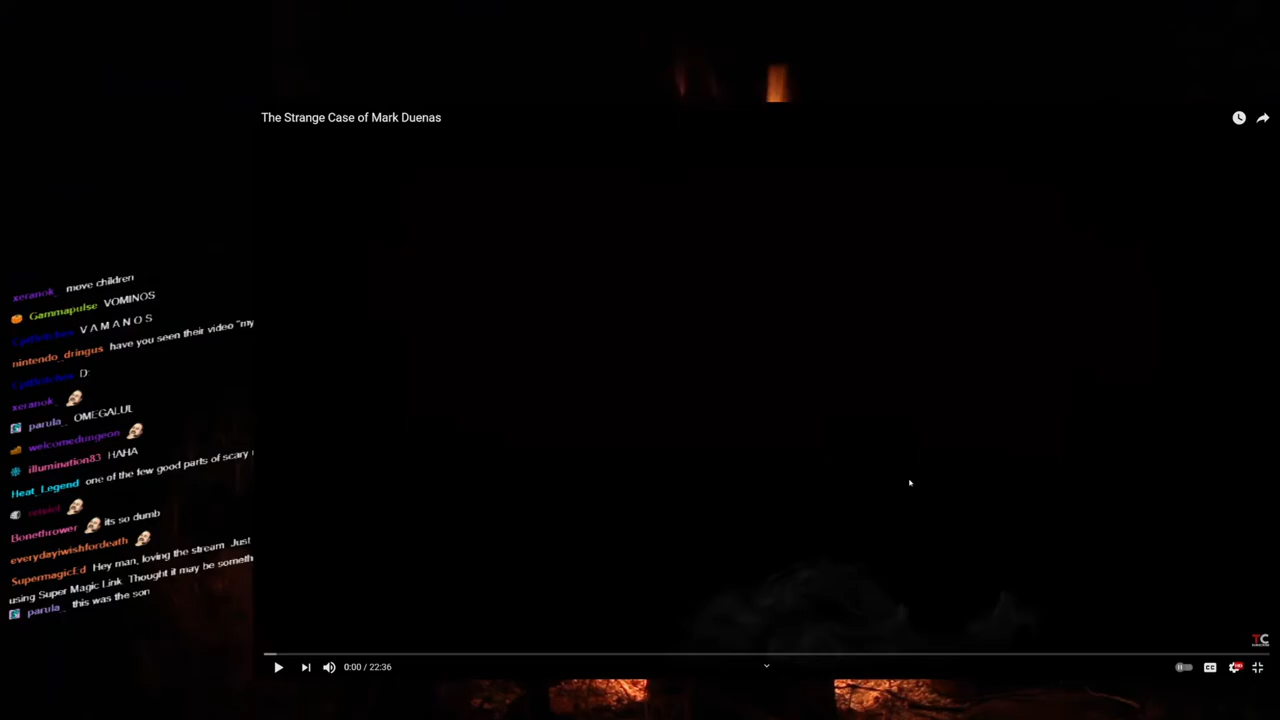 The Strange Case of Mark Duenas
xeranok_ move children
Gammapulse VOMINOS
V A M A N O S
nintendo_dringus have you seen their video "my
D:
xeranok_
parula_ OMEGALUL
welcomedungeon
illumination83 HAHA
Heat_Legend one of the few good parts of scary
Bonethrower its so dumb
everydayiwishfordeath
SupermagicEd Hey man, loving the stream. Just
using Super Magic Link. Thought it may be someth
parula_ this was the son
TC
0:00 / 22:36
CC
HD